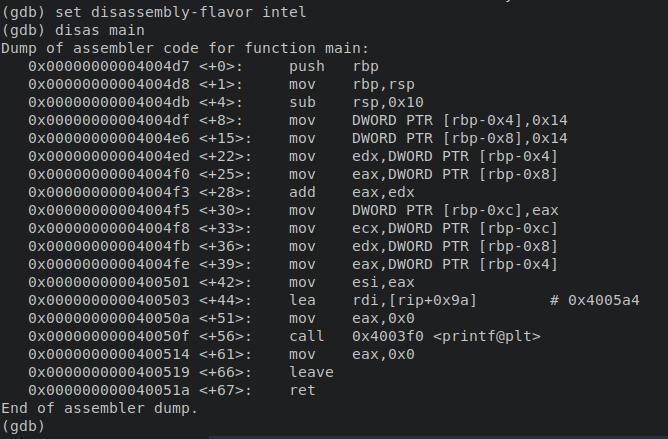 (gdb) set disassembly-flavor intel
(gdb) disas main
Dump of assembler code for function main:
   0x00000000004004d7 <+0>:     push   rbp
   0x00000000004004d8 <+1>:     mov    rbp,rsp
   0x00000000004004db <+4>:     sub    rsp,0x10
   0x00000000004004df <+8>:     mov    DWORD PTR [rbp-0x4],0x14
   0x00000000004004e6 <+15>:    mov    DWORD PTR [rbp-0x8],0x14
   0x00000000004004ed <+22>:    mov    edx,DWORD PTR [rbp-0x4]
   0x00000000004004f0 <+25>:    mov    eax,DWORD PTR [rbp-0x8]
   0x00000000004004f3 <+28>:    add    eax,edx
   0x00000000004004f5 <+30>:    mov    DWORD PTR [rbp-0xc],eax
   0x00000000004004f8 <+33>:    mov    ecx,DWORD PTR [rbp-0xc]
   0x00000000004004fb <+36>:    mov    edx,DWORD PTR [rbp-0x8]
   0x00000000004004fe <+39>:    mov    eax,DWORD PTR [rbp-0x4]
   0x0000000000400501 <+42>:    mov    esi,eax
   0x0000000000400503 <+44>:    lea    rdi,[rip+0x9a]        # 0x4005a4
   0x000000000040050a <+51>:    mov    eax,0x0
   0x000000000040050f <+56>:    call   0x4003f0 <printf@plt>
   0x0000000000400514 <+61>:    mov    eax,0x0
   0x0000000000400519 <+66>:    leave
   0x000000000040051a <+67>:    ret
End of assembler dump.
(gdb)